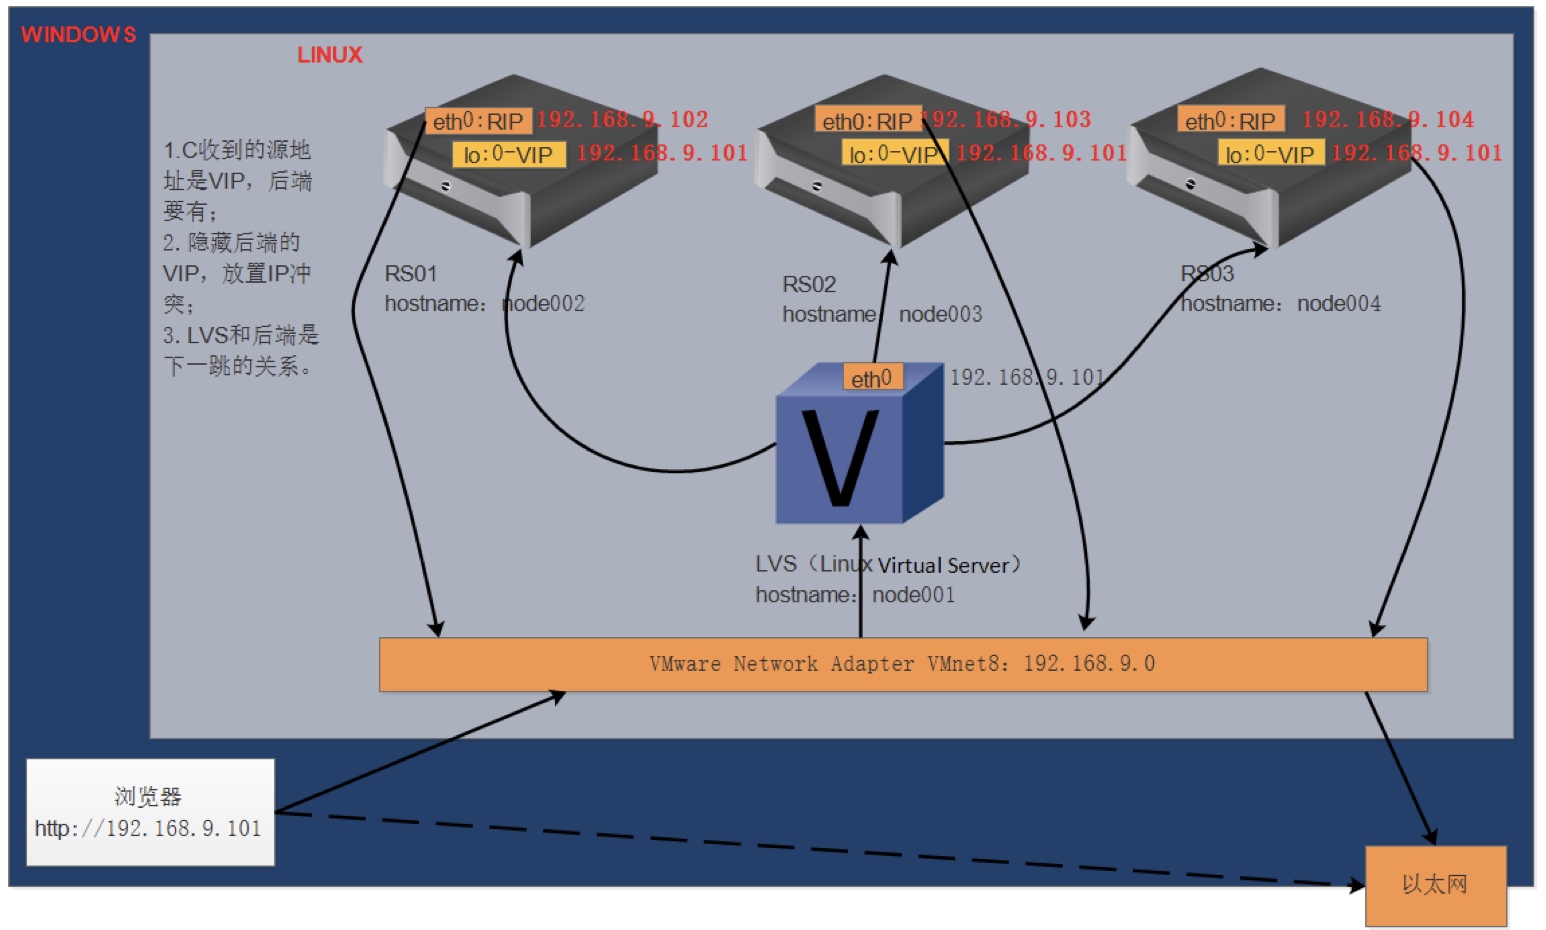 WINDOWS
LINUX
eth0:RIP 192.168.9.102
lo:0-VIP 192.168.9.101
eth0:RIP 192.168.9.103
lo:0-VIP 192.168.9.101
eth0:RIP 192.168.9.104
lo:0-VIP 192.168.9.101
1.C收到的源地
址是VIP，后端
要有；
2. 隐藏后端的
VIP，放置IP冲
突；
3. LVS和后端是
下一跳的关系。
RS01
hostname：node002
RS02
hostname：node003
RS03
hostname：node004
eth0 192.168.9.101
V
LVS（Linux Virtual Server）
hostname：node001
VMware Network Adapter VMnet8：192.168.9.0
浏览器
http://192.168.9.101
以太网